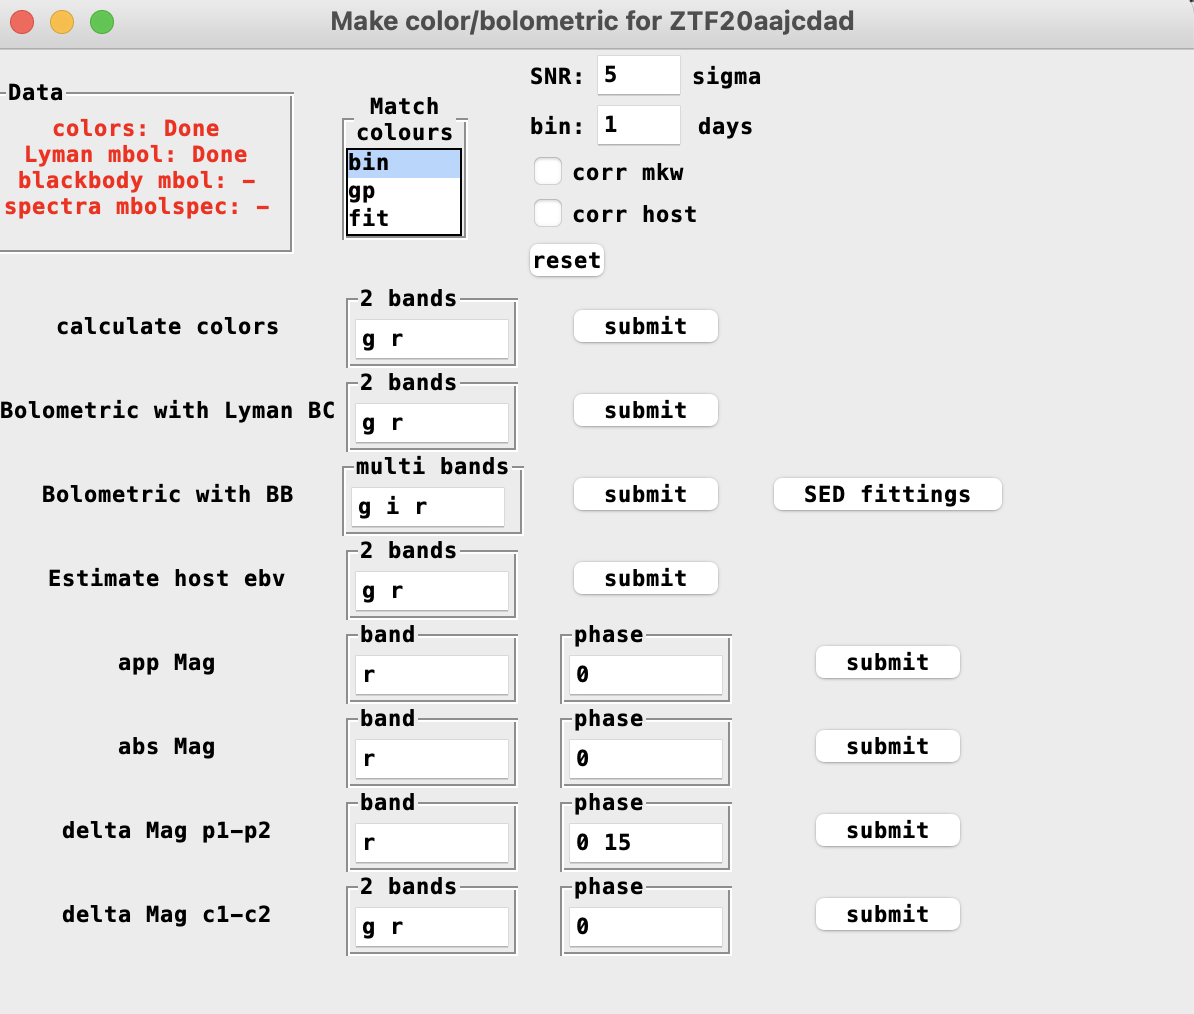 Make color/bolometric for ZTF20aajcdad
Data
colors: Done
Lyman mbol: Done
blackbody mbol: -
spectra mbolspec: -
Match
colours
bin
gp
fit
SNR: 5 sigma
bin: 1 days
corr mkw
corr host
reset
calculate colors
2 bands
g r
submit
Bolometric with Lyman BC
2 bands
g r
submit
Bolometric with BB
multi bands
g i r
submit
SED fittings
Estimate host ebv
2 bands
g r
submit
app Mag
band
r
phase
0
submit
abs Mag
band
r
phase
0
submit
delta Mag p1-p2
band
r
phase
0 15
submit
delta Mag c1-c2
2 bands
g r
phase
0
submit